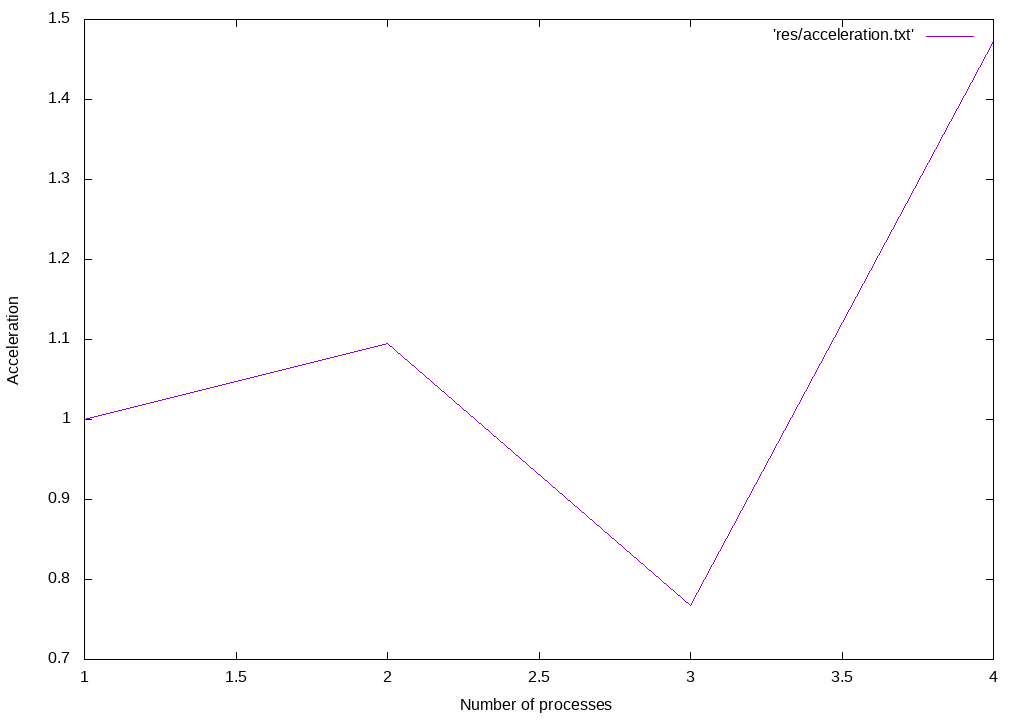 1.5
'res/acceleration.txt'
1.4
1.3
1.2
1.1
1
0.9
0.8
0.7
Acceleration
1 1.5 2 2.5 3 3.5 4
Number of processes